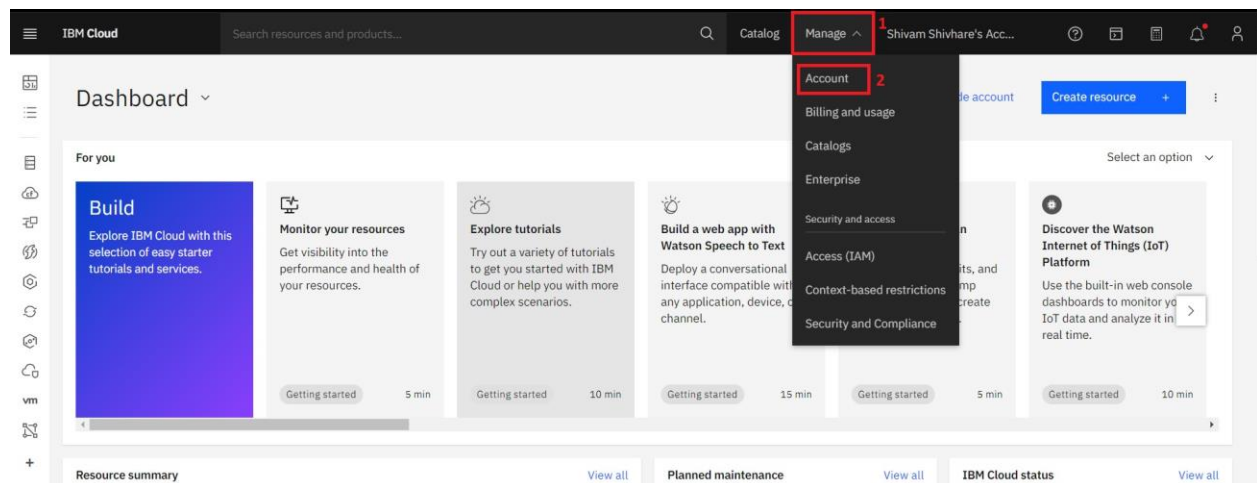 IBM Cloud
Search resources and products...
Catalog
Manage
1
Shivam Shivhare's Acc...
Account
2
Billing and usage
Catalogs
Enterprise
Security and access
Access (IAM)
Context-based restrictions
Security and Compliance
Dashboard
account
Create resource +
For you
Select an option
Build
Explore IBM Cloud with this
selection of easy starter
tutorials and services.
Monitor your resources
Get visibility into the
performance and health of
your resources.
Getting started 5 min
Explore tutorials
Try out a variety of tutorials
to get you started with IBM
Cloud or help you with more
complex scenarios.
Getting started 10 min
Build a web app with
Watson Speech to Text
Deploy a conversational
interface compatible
any application, device,
channel.
Getting started 15 min
and
create
Getting started 5 min
Discover the Watson
Internet of Things (IoT)
Platform
Use the built-in web console
dashboards to monitor
IoT data and analyze it in
real time.
Getting started 10 min
vm
+
Resource summary
View all
Planned maintenance
View all
IBM Cloud status
View all